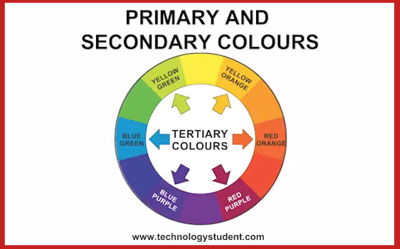 PRIMARY AND
SECONDARY COLOURS
YELLOW
GREEN
YELLOW
ORANGE
BLUE
GREEN
TERTIARY
COLOURS
RED
ORANGE
BLUE
PURPLE
RED
PURPLE
www.technologystudent.com